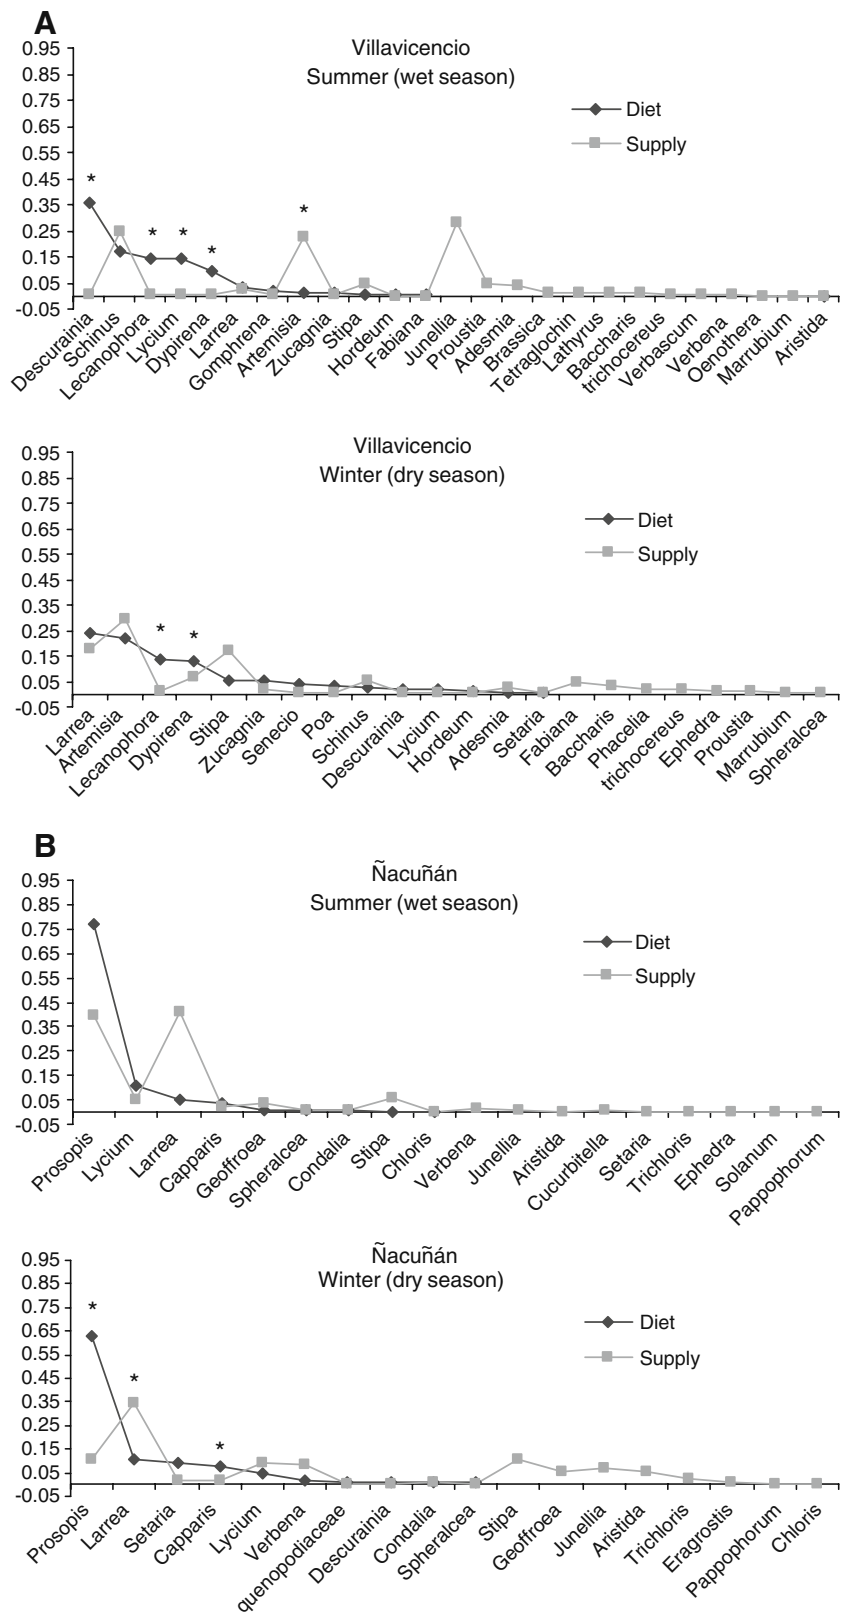 A
Villavicencio
Summer (wet season)
0.95
0.85
0.75
0.65
0.55
0.45
0.35
0.25
0.15
0.05
-0.05
Diet
Supply
*
*
*
*
*
Descurainia
Schinus
Lecanophora
Lycium
Dypirena
Larrea
Gomphrena
Artemisia
Zucagnia
Stipa
Hordeum
Fabiana
Junellia
Proustia
Adesmia
Brassica
Tetraglochin
Lathyrus
Baccharis
trichocereus
Verbascum
Verbena
Oenothera
Marrubium
Aristida
Villavicencio
Winter (dry season)
0.95
0.85
0.75
0.65
0.55
0.45
0.35
0.25
0.15
0.05
-0.05
Diet
Supply
*
*
Larrea
Artemisia
Lecanophora
Dypirena
Stipa
Zucagnia
Senecio
Poa
Schinus
Descurainia
Lycium
Hordeum
Adesmia
Setaria
Fabiana
Baccharis
Phacelia
trichocereus
Ephedra
Proustia
Marrubium
Spheralcea
B
Ñacuñán
Summer (wet season)
0.95
0.85
0.75
0.65
0.55
0.45
0.35
0.25
0.15
0.05
-0.05
Diet
Supply
Prosopis
Lycium
Larrea
Capparis
Geoffroea
Spheralcea
Condalia
Stipa
Chloris
Verbena
Junellia
Aristida
Cucurbitella
Setaria
Trichloris
Ephedra
Solanum
Pappophorum
Ñacuñán
Winter (dry season)
0.95
0.85
0.75
0.65
0.55
0.45
0.35
0.25
0.15
0.05
-0.05
Diet
Supply
*
*
*
Prosopis
Larrea
Setaria
Capparis
Lycium
Verbena
quenopodiaceae
Descurainia
Condalia
Spheralcea
Stipa
Geoffroea
Junellia
Aristida
Trichloris
Eragrostis
Pappophorum
Chloris